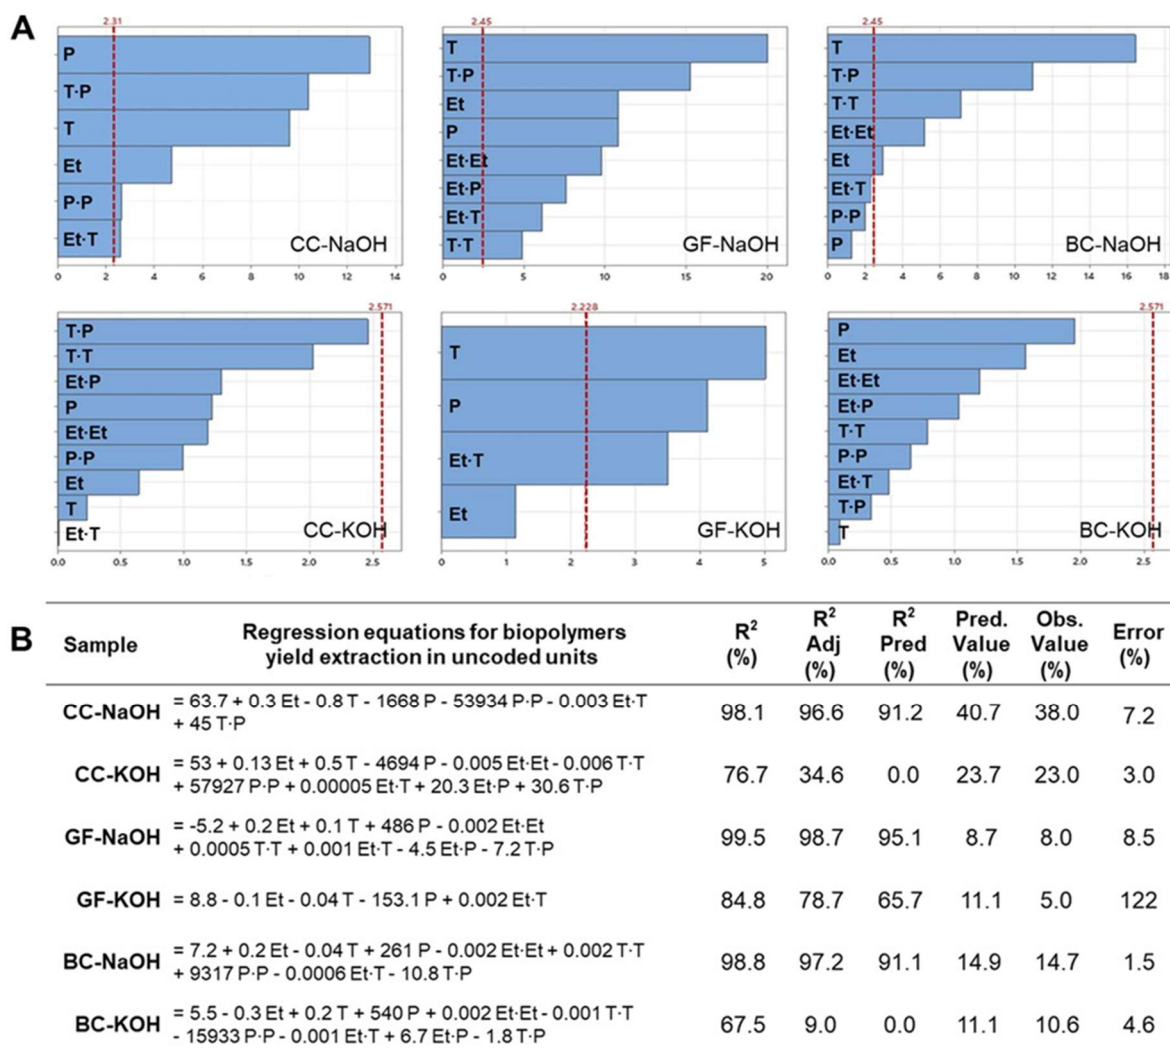 A
2.31
P
T·P
T
Et
P·P
Et·T
CC-NaOH
0 2 4 6 8 10 12 14
2.45
T
T·P
Et
P
Et·Et
Et·P
Et·T
T·T
GF-NaOH
0 5 10 15 20
2.45
T
T·P
T·T
Et·Et
Et
Et·T
P·P
P
BC-NaOH
0 2 4 6 8 10 12 14 16 18
2.571
T·P
T·T
Et·P
P
Et·Et
P·P
Et
T
Et·T
CC-KOH
0.0 0.5 1.0 1.5 2.0 2.5
2.228
T
P
Et·T
Et
GF-KOH
0 1 2 3 4 5
2.571
P
Et
Et·Et
Et·P
T·T
P·P
Et·T
T·P
T
BC-KOH
0.0 0.5 1.0 1.5 2.0 2.5
B
Sample Regression equations for biopolymers yield extraction in uncoded units R² (%) R² Adj (%) R² Pred (%) Pred. Value (%) Obs. Value (%) Error (%)
CC-NaOH = 63.7 + 0.3 Et - 0.8 T - 1668 P - 53934 P·P - 0.003 Et·T
+ 45 T·P 98.1 96.6 91.2 40.7 38.0 7.2
CC-KOH = 53 + 0.13 Et + 0.5 T - 4694 P - 0.005 Et·Et - 0.006 T·T
+ 57927 P·P + 0.00005 Et·T + 20.3 Et·P + 30.6 T·P 76.7 34.6 0.0 23.7 23.0 3.0
GF-NaOH = -5.2 + 0.2 Et + 0.1 T + 486 P - 0.002 Et·Et
+ 0.0005 T·T + 0.001 Et·T - 4.5 Et·P - 7.2 T·P 99.5 98.7 95.1 8.7 8.0 8.5
GF-KOH = 8.8 - 0.1 Et - 0.04 T - 153.1 P + 0.002 Et·T 84.8 78.7 65.7 11.1 5.0 122
BC-NaOH = 7.2 + 0.2 Et - 0.04 T + 261 P - 0.002 Et·Et + 0.002 T·T
+ 9317 P·P - 0.0006 Et·T - 10.8 T·P 98.8 97.2 91.1 14.9 14.7 1.5
BC-KOH = 5.5 - 0.3 Et + 0.2 T + 540 P + 0.002 Et·Et - 0.001 T·T
- 15933 P·P - 0.001 Et·T + 6.7 Et·P - 1.8 T·P 67.5 9.0 0.0 11.1 10.6 4.6